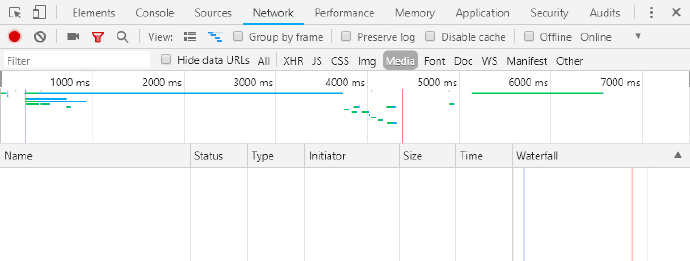 Elements Console Sources Network Performance Memory Application Security Audits
View: Group by frame Preserve log Disable cache Offline Online
Filter Hide data URLs All XHR JS CSS Img Media Font Doc WS Manifest Other
1000 ms 2000 ms 3000 ms 4000 ms 5000 ms 6000 ms 7000 ms
Name Status Type Initiator Size Time Waterfall